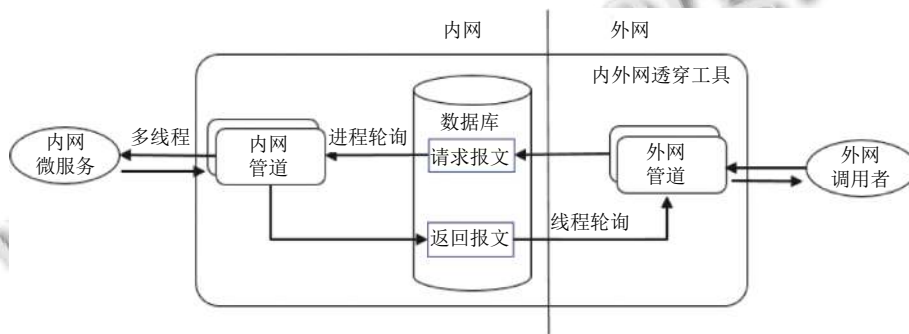 内网
外网
内外网透穿工具
数据库
多线程
进程轮询
内网
微服务
内网
管道
请求报文
外网
管道
外网
调用者
返回报文
线程轮询